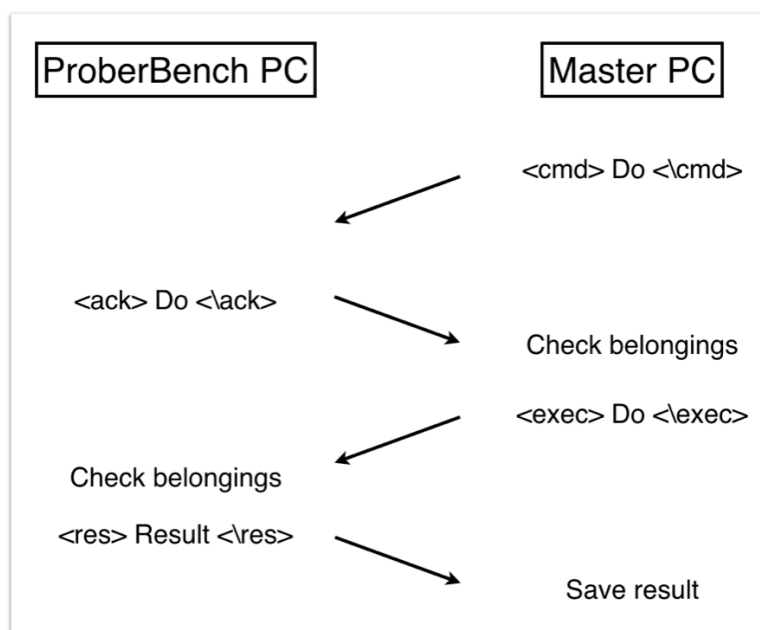 ProberBench PC
Master PC
<cmd> Do <\cmd>
<ack> Do <\ack>
Check belongings
<exec> Do <\exec>
Check belongings
<res> Result <\res>
Save result